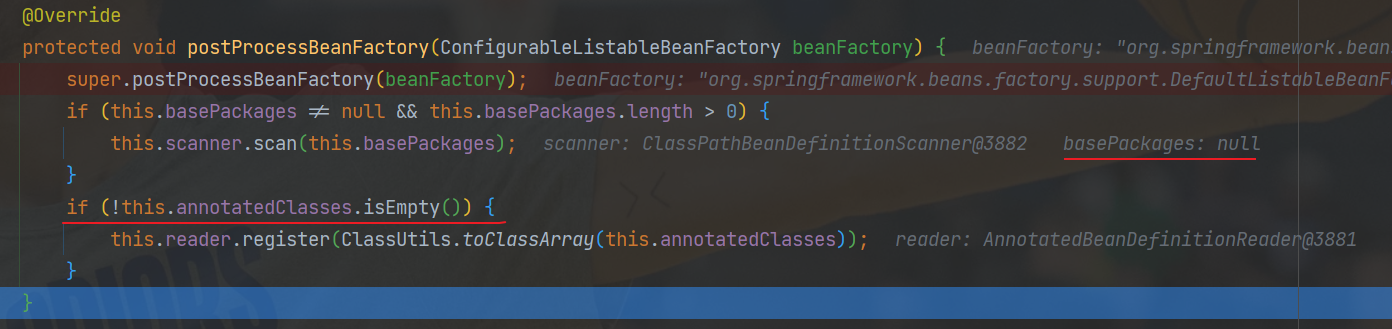 @Override
protected void postProcessBeanFactory(ConfigurableListableBeanFactory beanFactory) { beanFactory: "org.springframework.bean
super.postProcessBeanFactory(beanFactory); beanFactory: "org.springframework.beans.factory.support.DefaultListableBeanF
if (this.basePackages ≠ null && this.basePackages.length > 0) {
this.scanner.scan(this.basePackages); scanner: ClassPathBeanDefinitionScanner@3882 basePackages: null
}
if (!this.annotatedClasses.isEmpty()) {
this.reader.register(ClassUtils.toClassArray(this.annotatedClasses)); reader: AnnotatedBeanDefinitionReader@3881
}
}